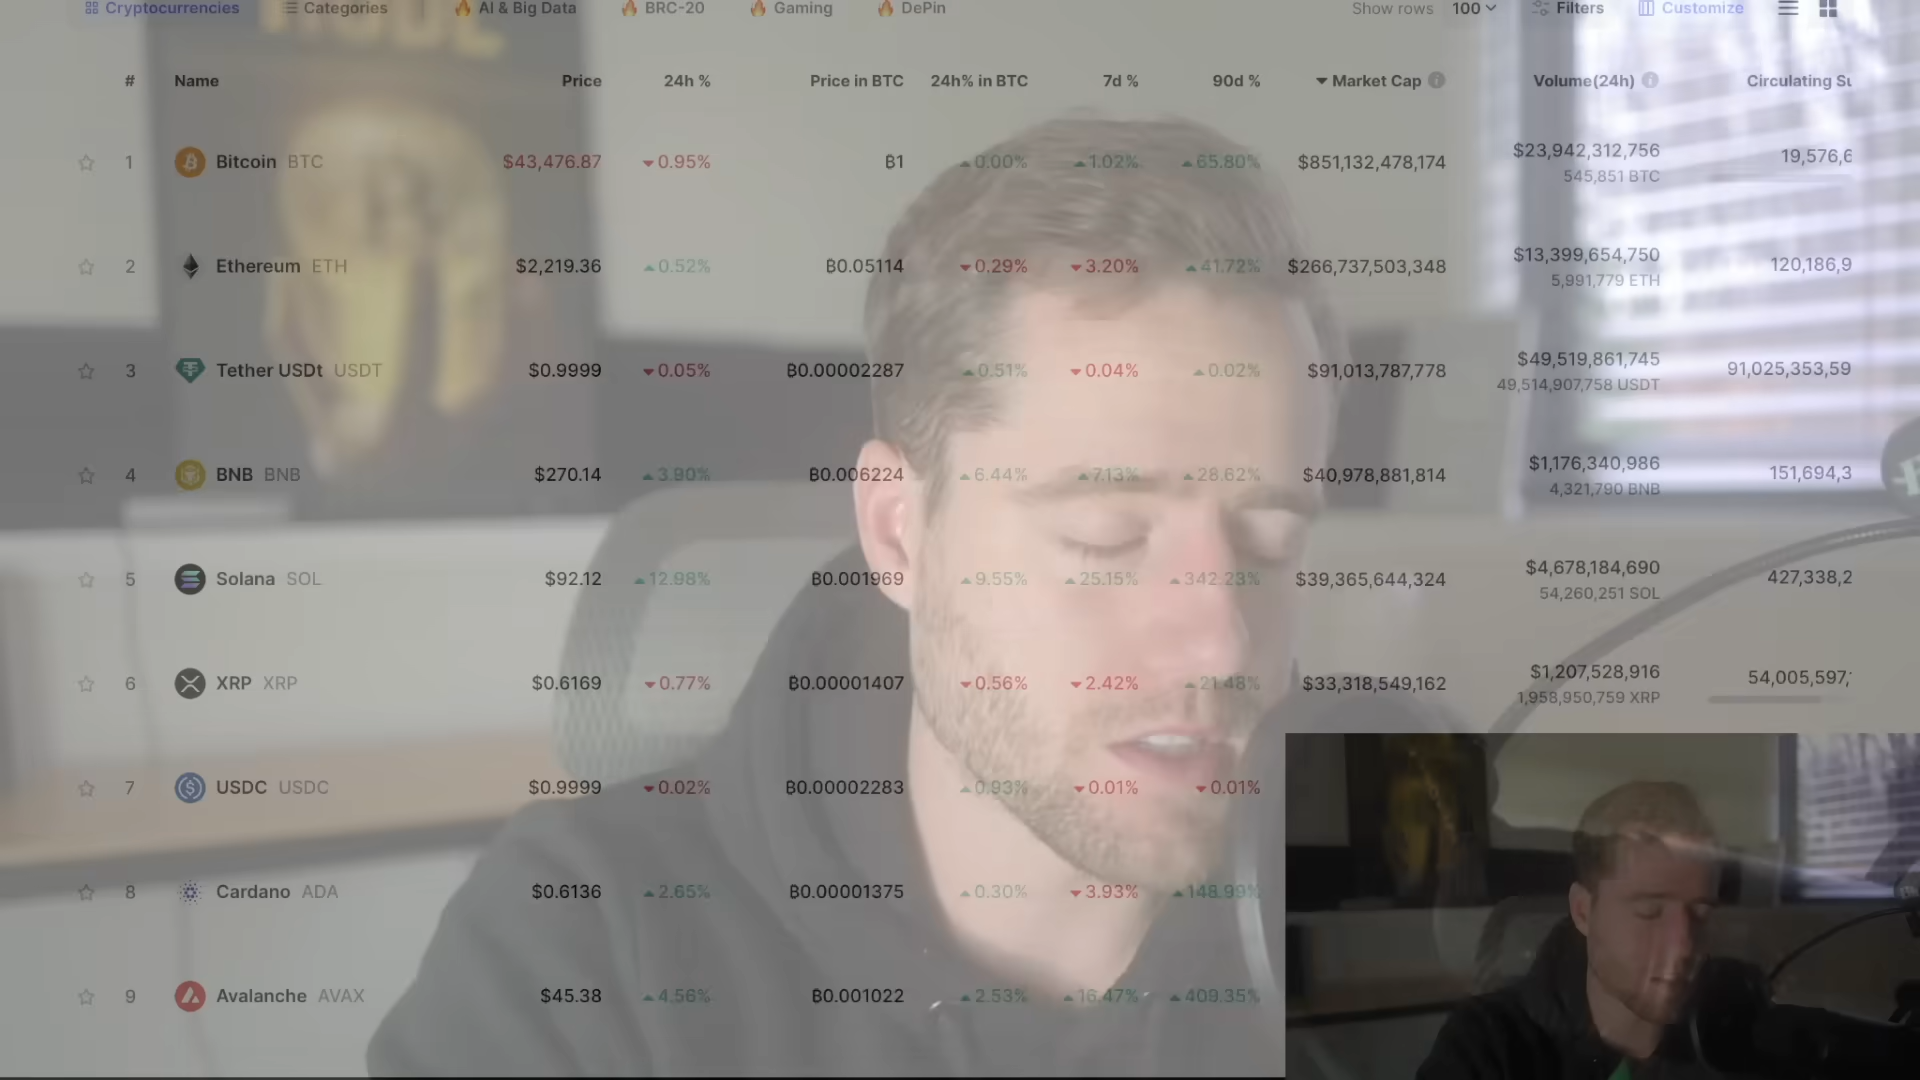 Cryptocurrencies Categories AI & Big Data BRC-20 Gaming DePin Show rows 100 Filters Customize
# Name Price 24h % Price in BTC 24h% in BTC 7d % 90d % Market Cap Volume(24h) Circulating Su
1 Bitcoin BTC $43,476.87 0.95% ₿1 0.00% 1.02% 65.80% $851,132,478,174 $23,942,312,756 19,576,6
545,851 BTC
2 Ethereum ETH $2,219.36 0.52% ₿0.05114 0.29% 3.20% 41.72% $266,737,503,348 $13,399,654,750 120,186,9
5,991,779 ETH
3 Tether USDt USDT $0.9999 0.05% ₿0.00002287 0.51% 0.04% 0.02% $91,013,787,778 $49,519,861,745 91,025,353,59
49,514,907,758 USDT
4 BNB BNB $270.14 3.90% ₿0.006224 6.44% 7.13% 28.62% $40,978,881,814 $1,176,340,986 151,694,3
4,321,790 BNB
5 Solana SOL $92.12 12.98% ₿0.001969 9.55% 25.15% 342.23% $39,365,644,324 $4,678,184,690 427,338,2
54,260,251 SOL
6 XRP XRP $0.6169 0.77% ₿0.00001407 0.56% 2.42% 21.48% $33,318,549,162 $1,207,528,916 54,005,597,
1,958,950,759 XRP
7 USDC USDC $0.9999 0.02% ₿0.00002283 0.93% 0.01% 0.01%
8 Cardano ADA $0.6136 2.65% ₿0.00001375 0.30% 3.93% 148.99%
9 Avalanche AVAX $45.38 4.56% ₿0.001022 2.53% 16.47% 409.35%